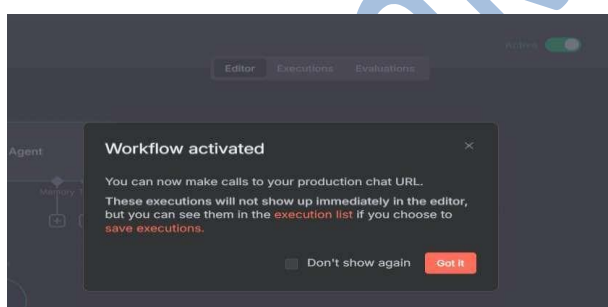 Active
Editor Executions Evaluations
Agent
Workflow activated
Memory
You can now make calls to your production chat URL.
These executions will not show up immediately in the editor,
but you can see them in the execution list if you choose to
save executions.
Don't show again Got it